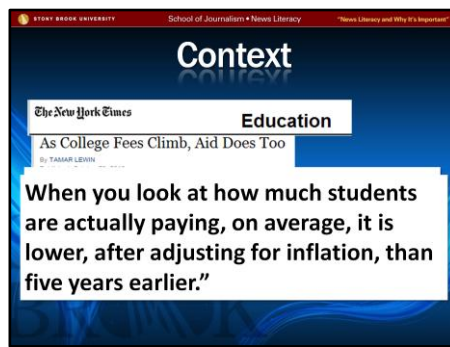 STONY BROOK UNIVERSITY School of Journalism • News Literacy "News Literacy and Why It's Important"
Context
The New York Times
Education
As College Fees Climb, Aid Does Too
By TAMAR LEWIN
When you look at how much students
are actually paying, on average, it is
lower, after adjusting for inflation, than
five years earlier.”